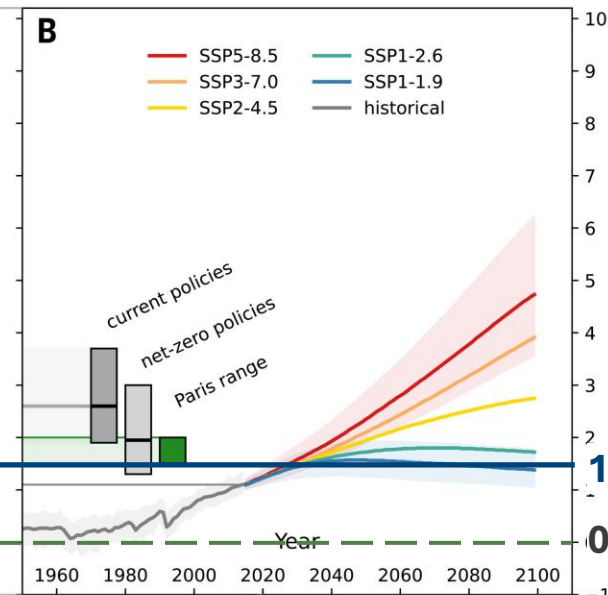 B
SSP5-8.5
SSP3-7.0
SSP2-4.5
SSP1-2.6
SSP1-1.9
historical
current policies
net-zero policies
Paris range
10
9
8
7
6
5
4
3
2
1
1
0
Year
1960 1980 2000 2020 2040 2060 2080 2100